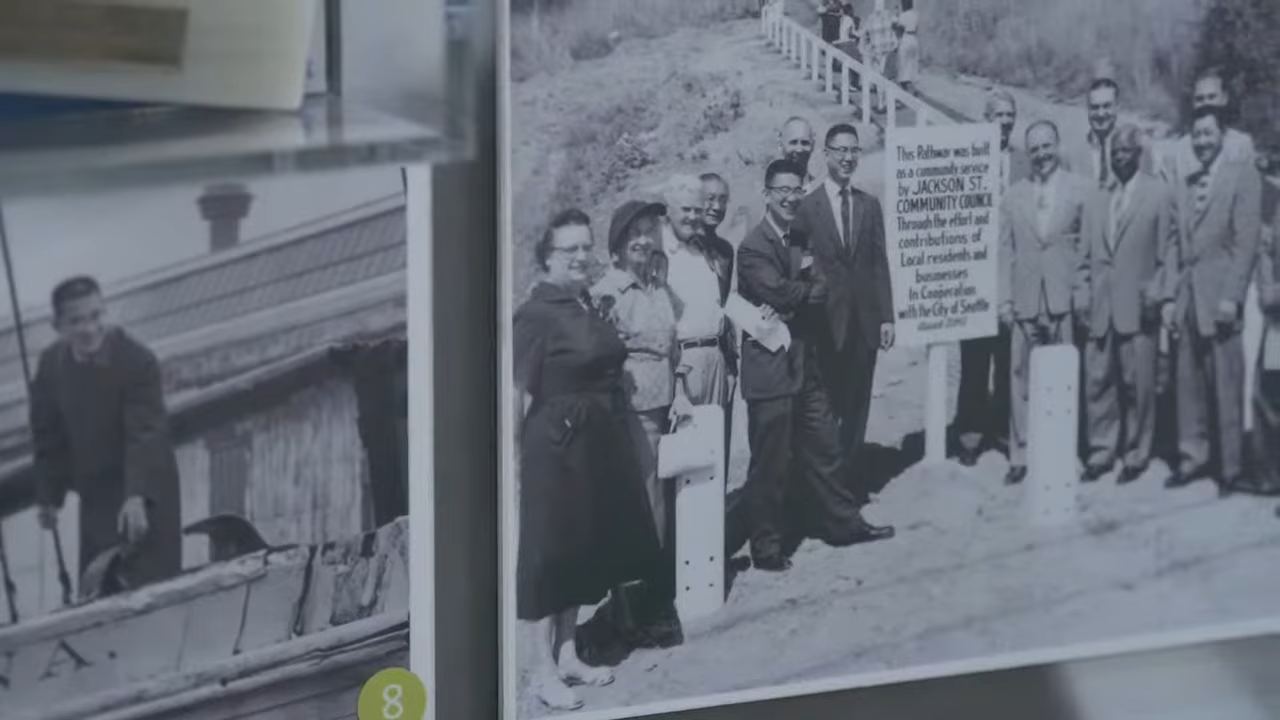 This Pathway was built
as a community service
by JACKSON ST.
COMMUNITY COUNCIL
Through the effort and
contributions of
Local residents and
businesses
In Cooperation
with the City of Seattle
A.
8